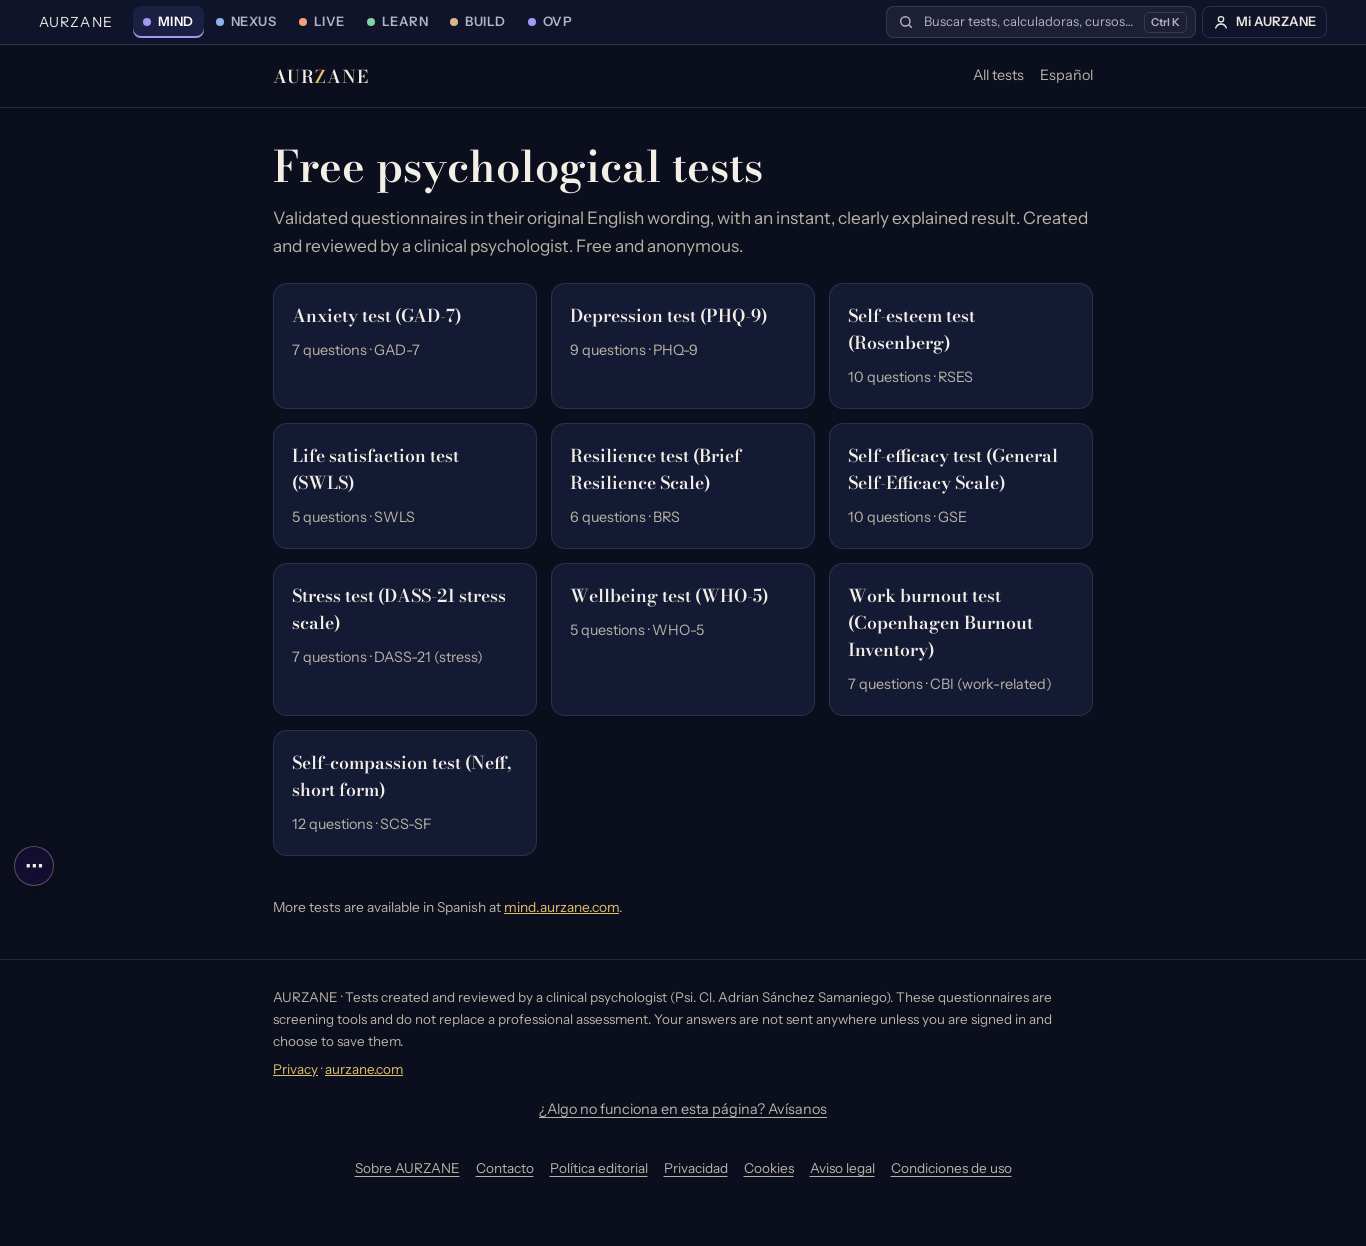 AURZANE
MIND
NEXUS
LIVE
LEARN
BUILD
OVP
Buscar tests, calculadoras, cursos...
Ctrl K
Mi AURZANE
AURZANE
All tests
Español
Free psychological tests
Validated questionnaires in their original English wording, with an instant, clearly explained result. Created
and reviewed by a clinical psychologist. Free and anonymous.
Anxiety test (GAD-7)
7 questions · GAD-7
Depression test (PHQ-9)
9 questions · PHQ-9
Self-esteem test
(Rosenberg)
10 questions · RSES
Life satisfaction test
(SWLS)
5 questions · SWLS
Resilience test (Brief
Resilience Scale)
6 questions · BRS
Self-efficacy test (General
Self-Efficacy Scale)
10 questions · GSE
Stress test (DASS-21 stress
scale)
7 questions · DASS-21 (stress)
Wellbeing test (WHO-5)
5 questions · WHO-5
Work burnout test
(Copenhagen Burnout
Inventory)
7 questions · CBI (work-related)
Self-compassion test (Neff,
short form)
12 questions · SCS-SF
More tests are available in Spanish at mind.aurzane.com.
AURZANE · Tests created and reviewed by a clinical psychologist (Psi. Cl. Adrian Sánchez Samaniego). These questionnaires are
screening tools and do not replace a professional assessment. Your answers are not sent anywhere unless you are signed in and
choose to save them.
Privacy · aurzane.com
¿Algo no funciona en esta página? Avísanos
Sobre AURZANE
Contacto
Política editorial
Privacidad
Cookies
Aviso legal
Condiciones de uso